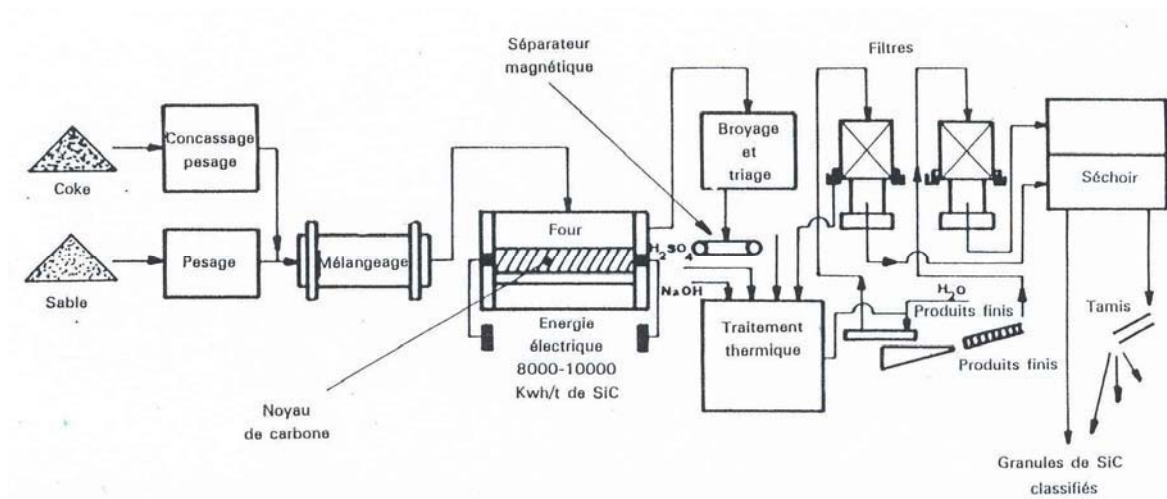 Séparateur
magnétique
Filtres
Concassage
pesage
Coke
Broyage
et
triage
Séchoir
Four
Pesage
Mélangeage
Sable
H2SO4
NaOH
H2O
Produits finis
Tamis
Energie
électrique
8000-10000
Kwh/t de SiC
Traitement
thermique
Produits finis
Noyau
de carbone
Granules de SiC
classifiés